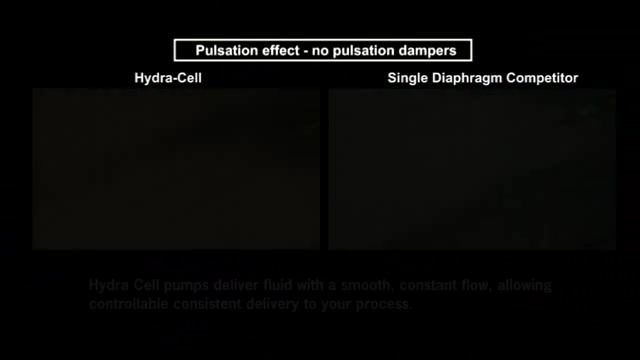 Pulsation effect - no pulsation dampers
Hydra-Cell
Single Diaphragm Competitor
Hydra Cell pumps deliver fluid with a smooth, constant flow, allowing
controllable consistent delivery to your process.